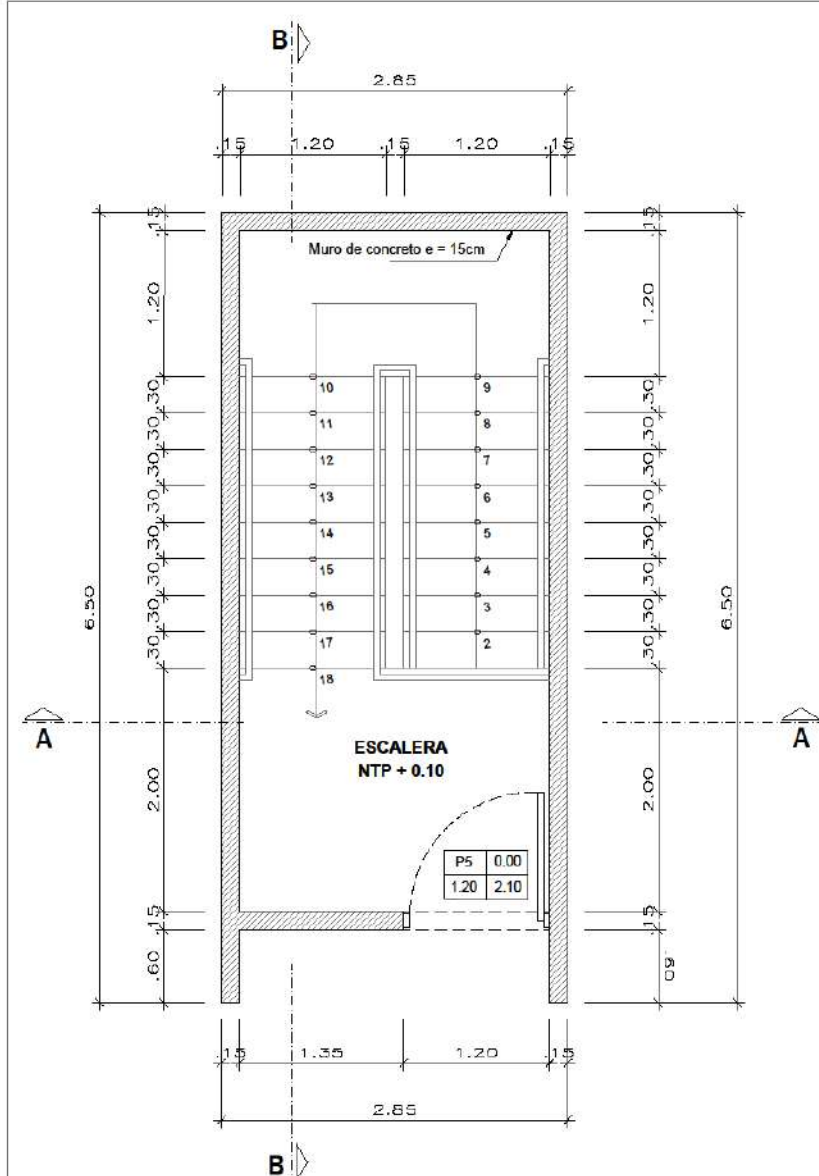 B
2.85
.15 1.20 .15 1.20 .15
.15 .15
Muro de concreto e = 15cm
1.20 1.20
10 9
.30 .30
11 8
.30 .30
12 7
.30 .30
13 6
.30 .30
14 5
.30 .30
15 4
.30 .30
16 3
.30 .30
17 2
.30 .30
18
6.50 6.50
A A
ESCALERA
NTP + 0.10
2.00 2.00
P5 0.00
1.20 2.10
.15 .15
.60 .60
.15 1.35 1.20 .15
2.85
B